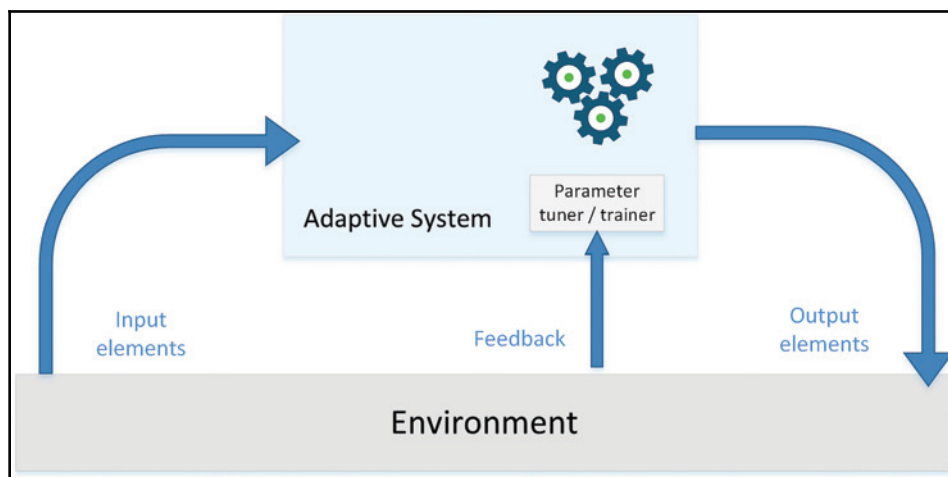 Parameter
tuner / trainer
Adaptive System
Input
elements
Feedback
Output
elements
Environment